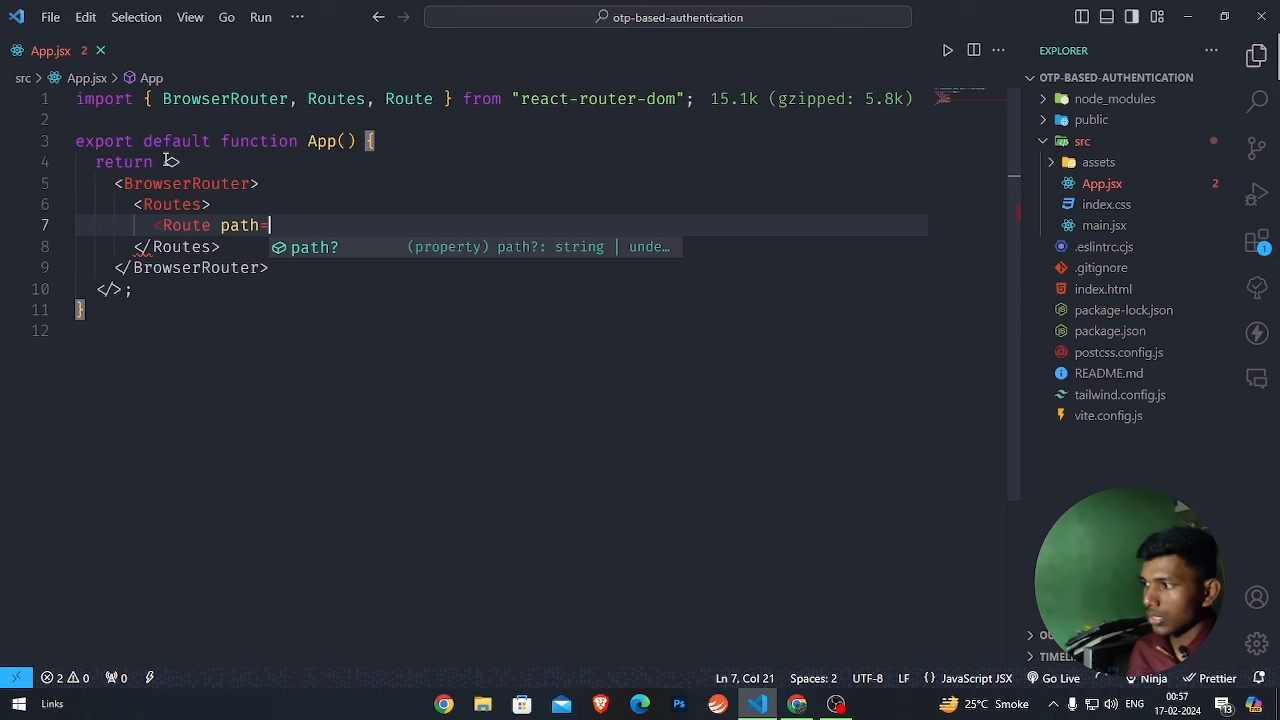 File Edit Selection View Go Run ··· otp-based-authentication
App.jsx 2
src > App.jsx > App
1 import { BrowserRouter, Routes, Route } from "react-router-dom"; 15.1k (gzipped: 5.8k)
2
3 export default function App() {
4 return <>
5 <BrowserRouter>
6 <Routes>
7 <Route path=
path? (property) path?: string | unde…
8 </Routes>
9 </BrowserRouter>
10 </>;
11 }
12
EXPLORER
OTP-BASED-AUTHENTICATION
node_modules
public
src
assets
App.jsx 2
index.css
main.jsx
.eslintrc.cjs
.gitignore
index.html
package-lock.json
package.json
postcss.config.js
README.md
tailwind.config.js
vite.config.js
1
OU
TIMELIN
2 0 0 Ln 7, Col 21 Spaces: 2 UTF-8 LF { } JavaScript JSX Go Live Ninja Prettier
Links 25°C Smoke 00:57
17-02-2024